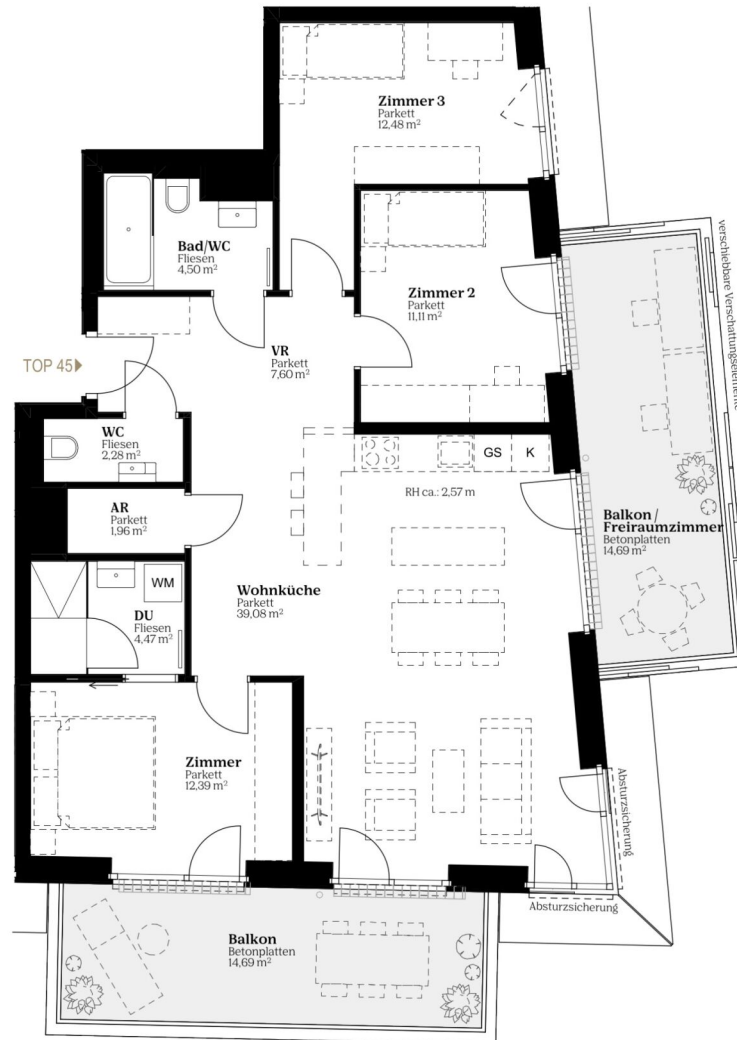 Zimmer 3
Parkett
12,48 m²
Bad/WC
Fliesen
4,50 m²
Zimmer 2
Parkett
11,11 m²
verschiebbare Verschattungselemente
VR
Parkett
7,60 m²
TOP 45
WC
Fliesen
2,28 m²
GS
K
RH ca.: 2,57 m
AR
Parkett
1,96 m²
Balkon /
Freiraumzimmer
Betonplatten
14,69 m²
Wohnküche
Parkett
39,08 m²
WM
DU
Fliesen
4,47 m²
Zimmer
Parkett
12,39 m²
Absturzsicherung
Absturzsicherung
Balkon
Betonplatten
14,69 m²